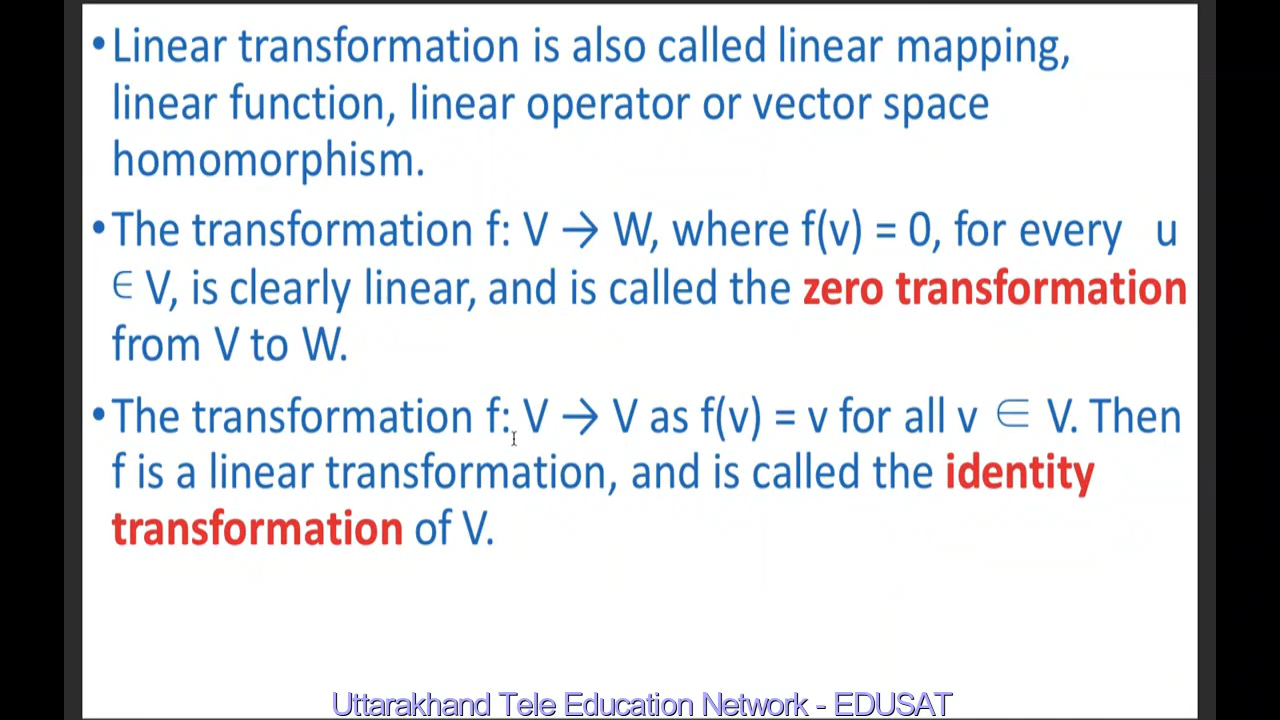 •Linear transformation is also called linear mapping,
linear function, linear operator or vector space
homomorphism.
•The transformation f: V → W, where f(v) = 0, for every u
∈ V, is clearly linear, and is called the zero transformation
from V to W.
•The transformation f: V → V as f(v) = v for all v ∈ V. Then
f is a linear transformation, and is called the identity
transformation of V.
Uttarakhand Tele Education Network - EDUSAT